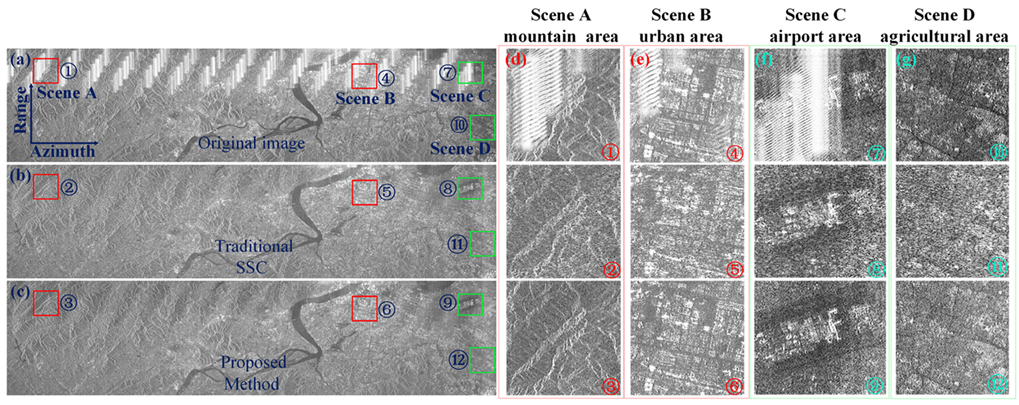 Scene A
mountain area
Scene B
urban area
Scene C
airport area
Scene D
agricultural area
(a)
①
Scene A
Range
Azimuth
Original image
④
Scene B
⑦
Scene C
⑩
Scene D
(b)
②
Traditional
SSC
⑤
⑧
⑪
(c)
③
Proposed
Method
⑥
⑨
⑫
(d)
①
②
③
(e)
④
⑤
⑥
(f)
⑦
⑧
⑨
(g)
⑩
⑪
⑫